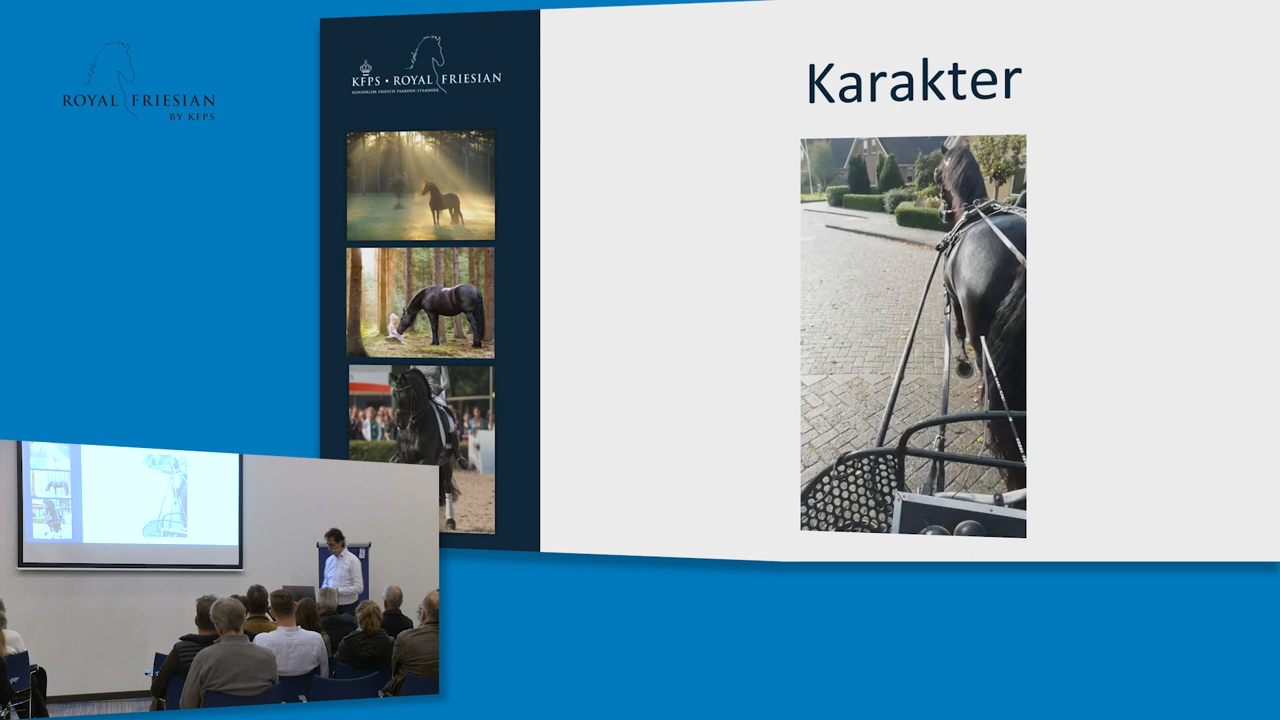 ROYAL FRIESIAN
BY KFPS
KFPS • ROYAL FRIESIAN
KONINKLIJK FRIESCH PAARDEN-STAMBOEK
Karakter